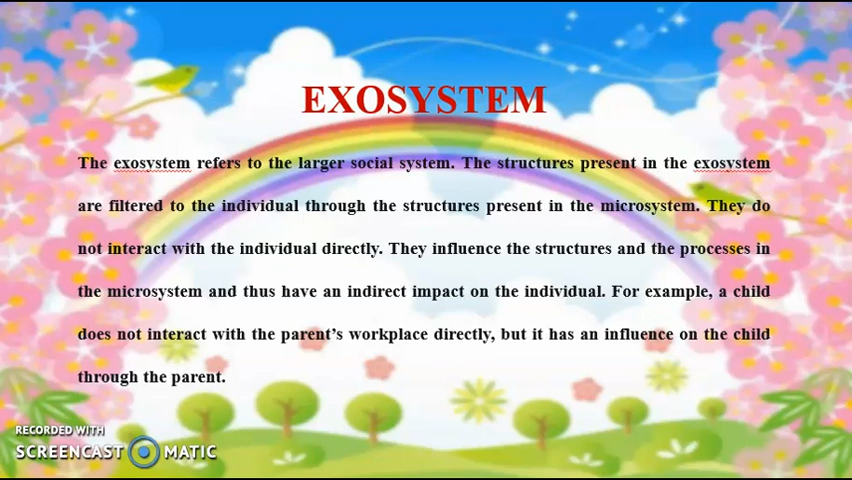 EXOSYSTEM
The exosystem refers to the larger social system. The structures present in the exosystem
are filtered to the individual through the structures present in the microsystem. They do
not interact with the individual directly. They influence the structures and the processes in
the microsystem and thus have an indirect impact on the individual. For example, a child
does not interact with the parent’s workplace directly, but it has an influence on the child
through the parent.
RECORDED WITH
SCREENCAST MATIC